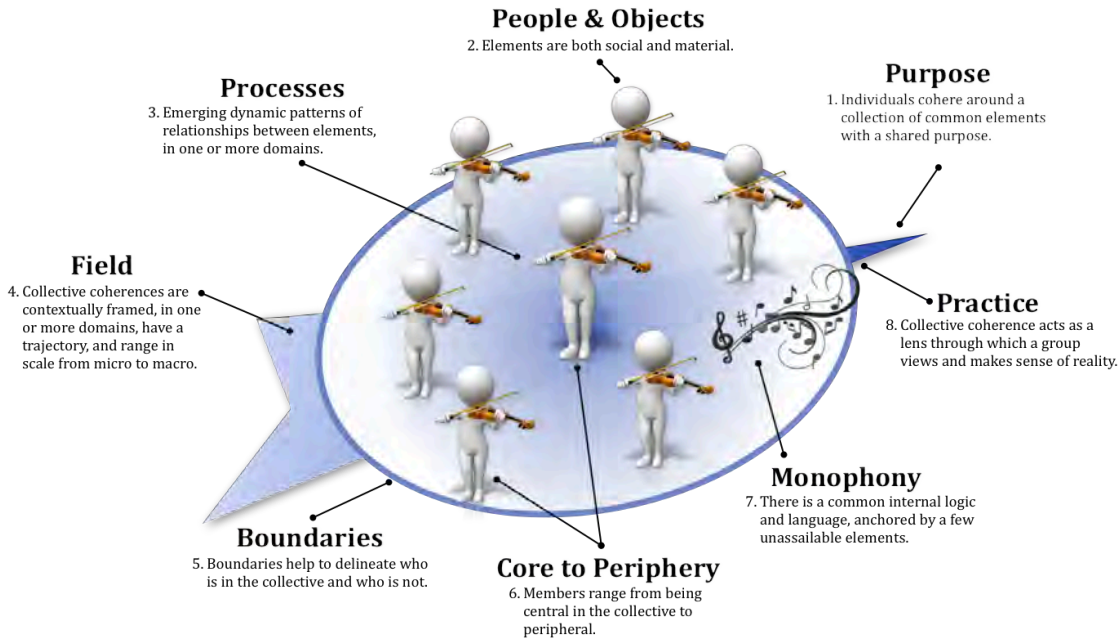 People & Objects
2. Elements are both social and material.
Purpose
1. Individuals cohere around a
collection of common elements
with a shared purpose.
Processes
3. Emerging dynamic patterns of
relationships between elements,
in one or more domains.
Field
4. Collective coherences are
contextually framed, in one
or more domains, have a
trajectory, and range in
scale from micro to macro.
Practice
8. Collective coherence acts as a
lens through which a group
views and makes sense of reality.
Monophony
7. There is a common internal logic
and language, anchored by a few
unassailable elements.
Boundaries
5. Boundaries help to delineate who
is in the collective and who is not.
Core to Periphery
6. Members range from being
central in the collective to
peripheral.